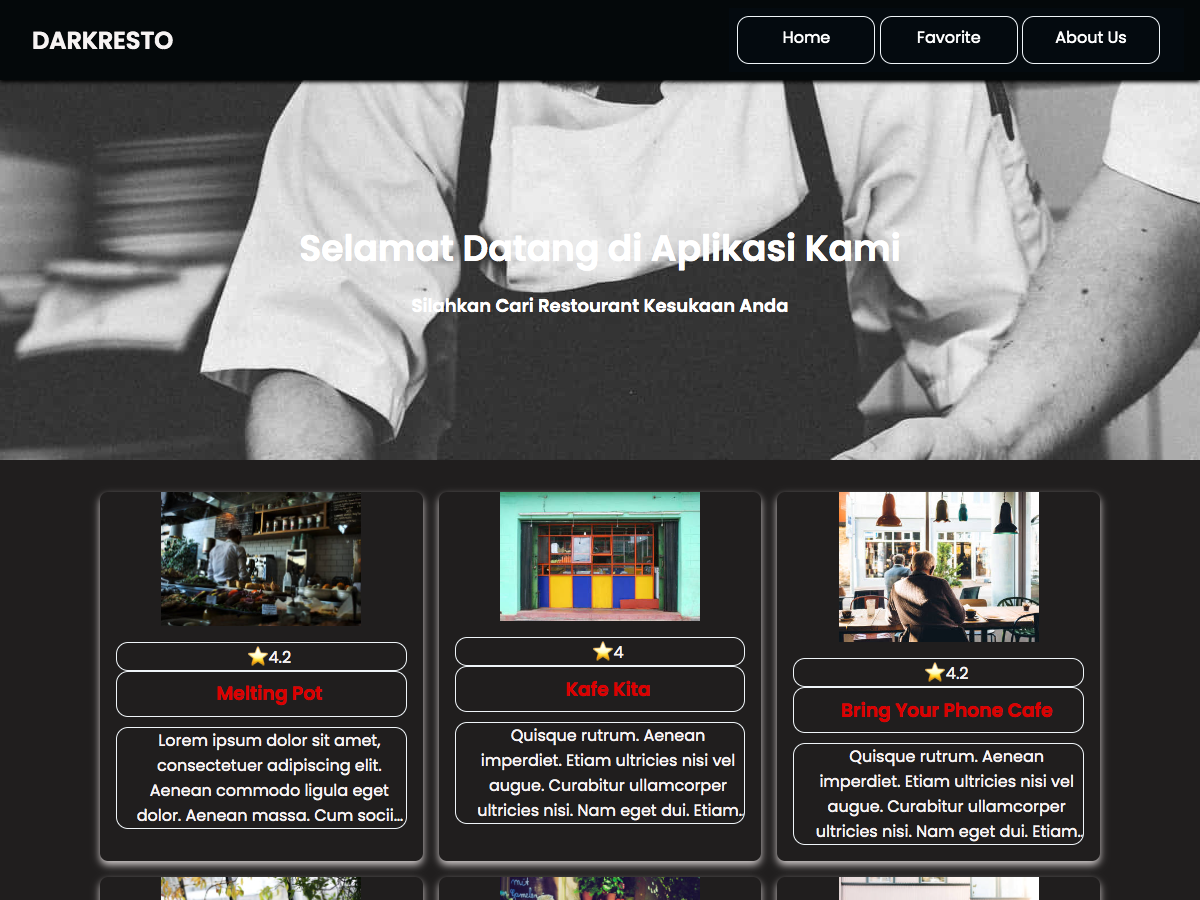 DARKRESTO
Home
Favorite
About Us
Selamat Datang di Aplikasi Kami
Silahkan Cari Restourant Kesukaan Anda
⭐4.2
Melting Pot
Lorem ipsum dolor sit amet,
consectetuer adipiscing elit.
Aenean commodo ligula eget
dolor. Aenean massa. Cum socii...
⭐4
Kafe Kita
Quisque rutrum. Aenean
imperdiet. Etiam ultricies nisi vel
augue. Curabitur ullamcorper
ultricies nisi. Nam eget dui. Etiam..
⭐4.2
Bring Your Phone Cafe
Quisque rutrum. Aenean
imperdiet. Etiam ultricies nisi vel
augue. Curabitur ullamcorper
ultricies nisi. Nam eget dui. Etiam..